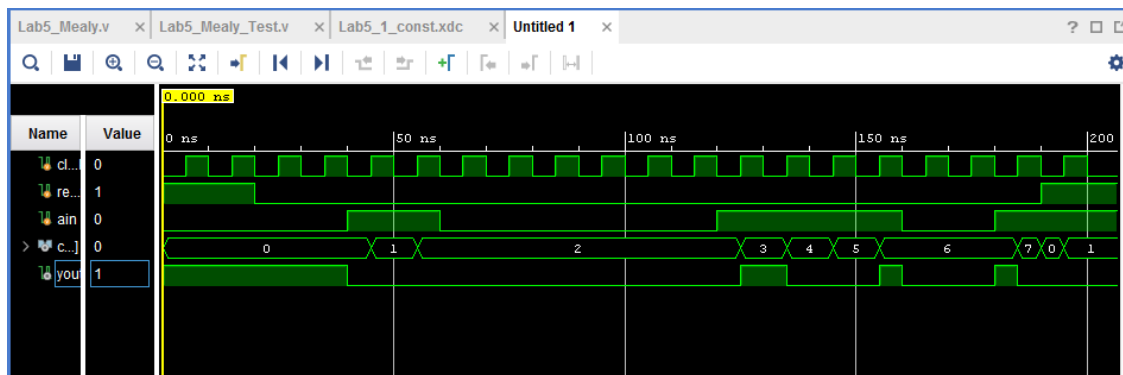 Lab5_Mealy.v × Lab5_Mealy_Test.v × Lab5_1_const.xdc × Untitled 1 × ?
0.000 ns
Name Value 0 ns 50 ns 100 ns 150 ns 200
cl... 0
re... 1
ain 0
c...] 0 0 1 2 3 4 5 6 7 0 1
yout 1